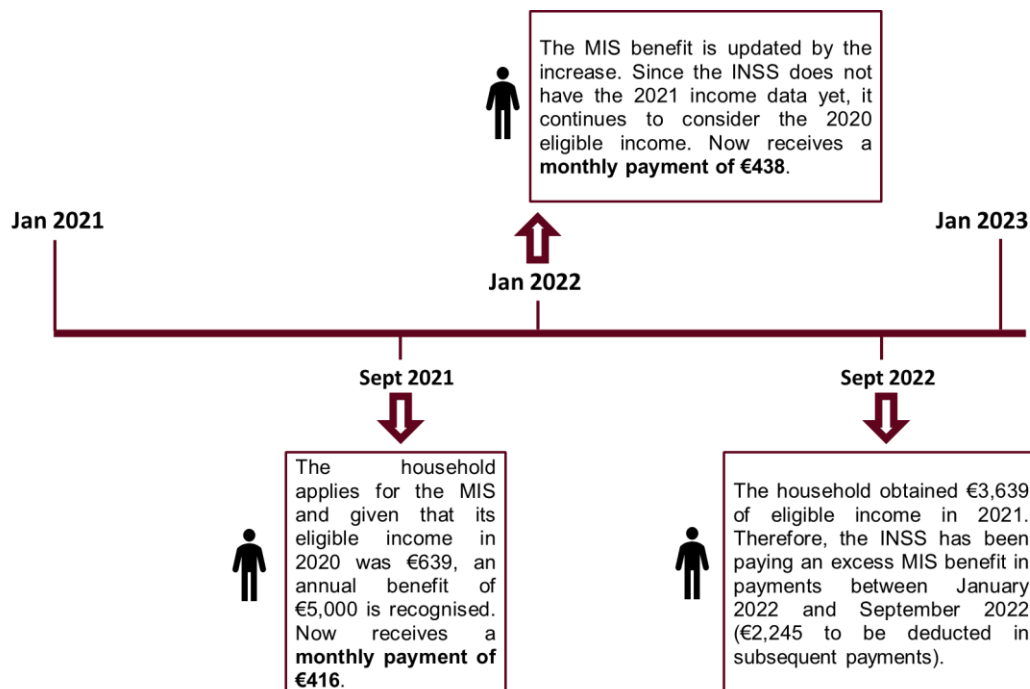 The MIS benefit is updated by the
increase. Since the INSS does not
have the 2021 income data yet, it
continues to consider the 2020
eligible income. Now receives a
monthly payment of €438.
Jan 2021
Jan 2023
Jan 2022
Sept 2021
Sept 2022
The household
applies for the MIS
and given that its
eligible income in
2020 was €639, an
annual benefit of
€5,000 is recognised.
Now receives a
monthly payment of
€416.
The household obtained €3,639
of eligible income in 2021.
Therefore, the INSS has been
paying an excess MIS benefit in
payments between January
2022 and September 2022
(€2,245 to be deducted in
subsequent payments).